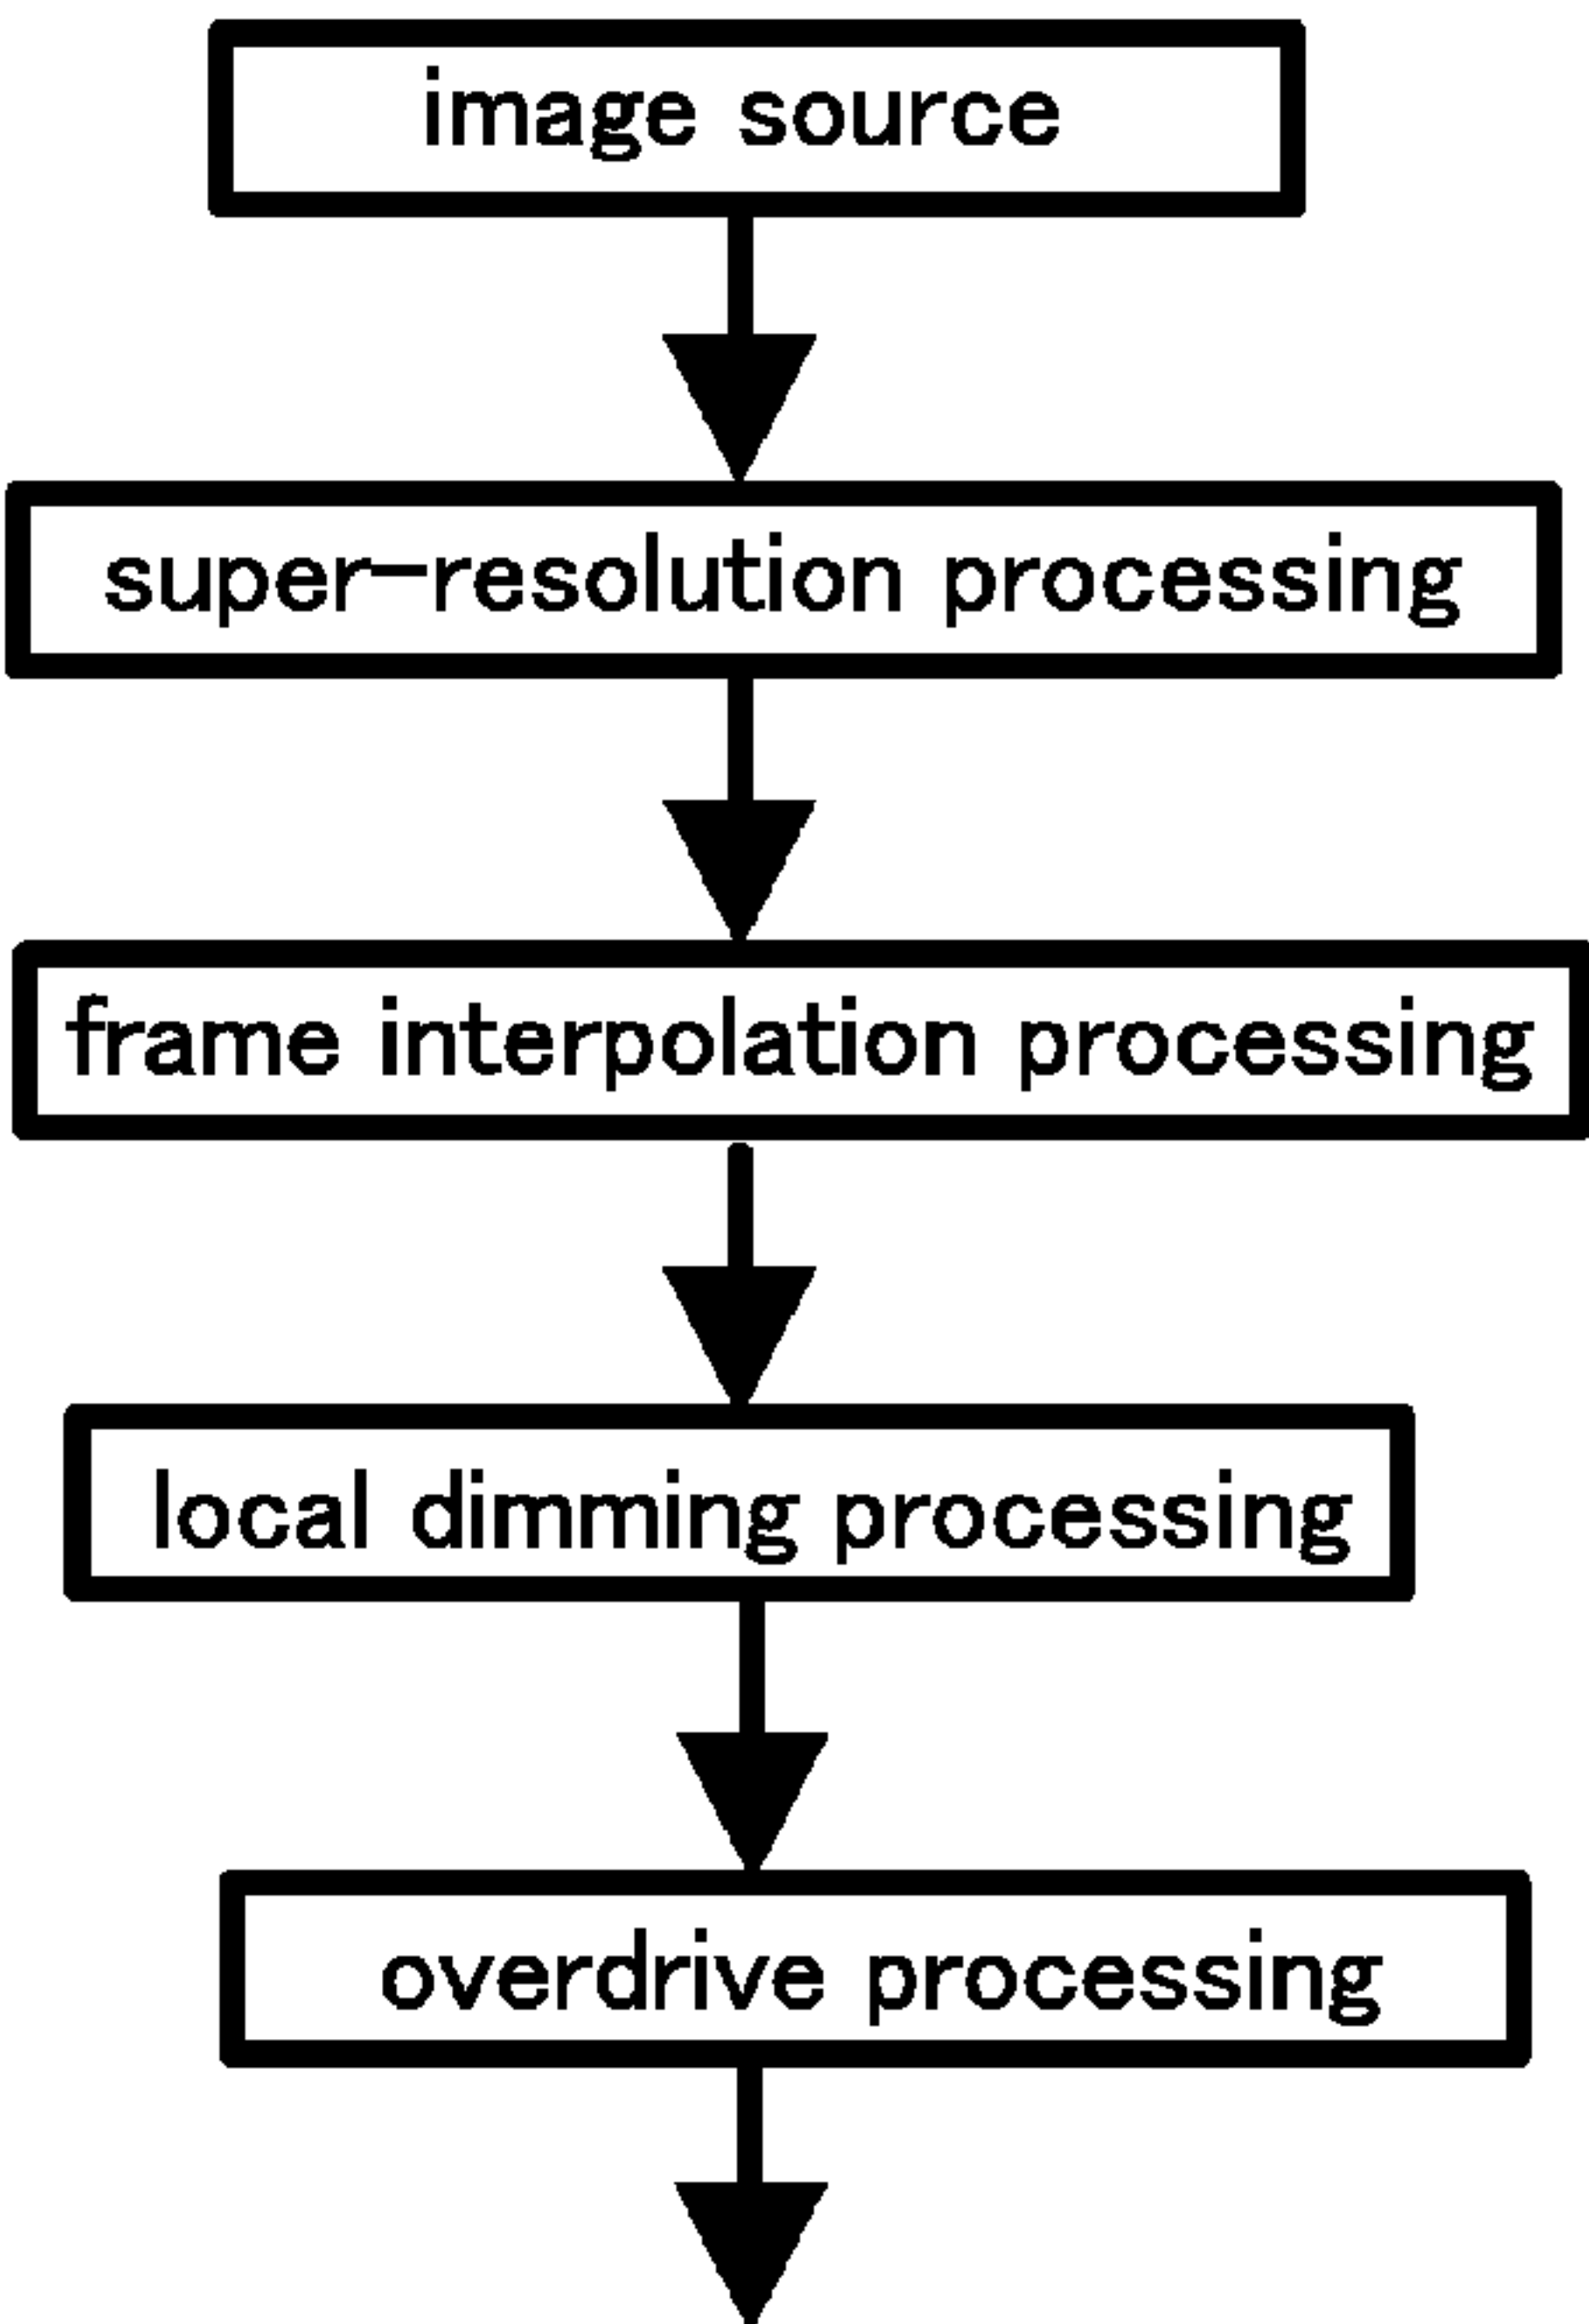 image source
super-resolution processing
frame interpolation processing
local dimming processing
overdrive processing